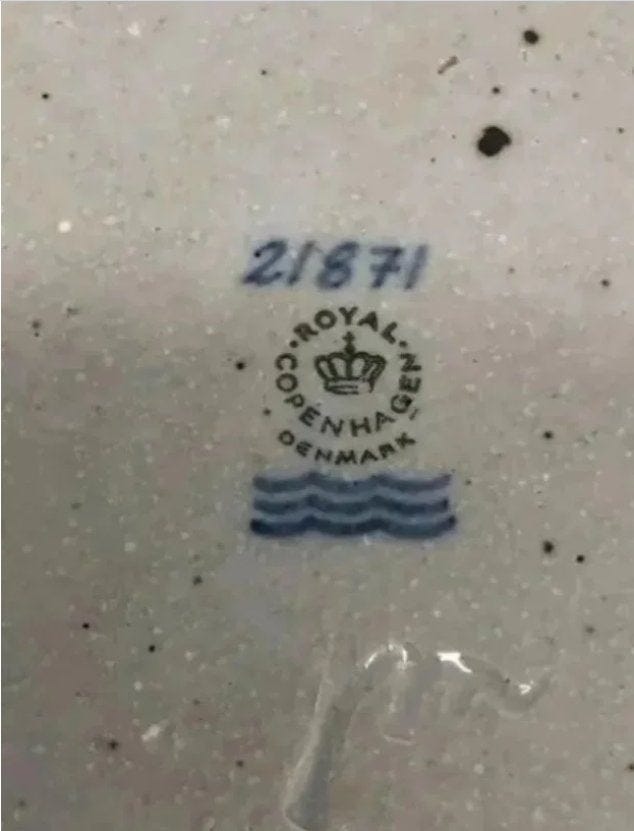 21871
ROYAL
COPENHAGEN
DENMARK